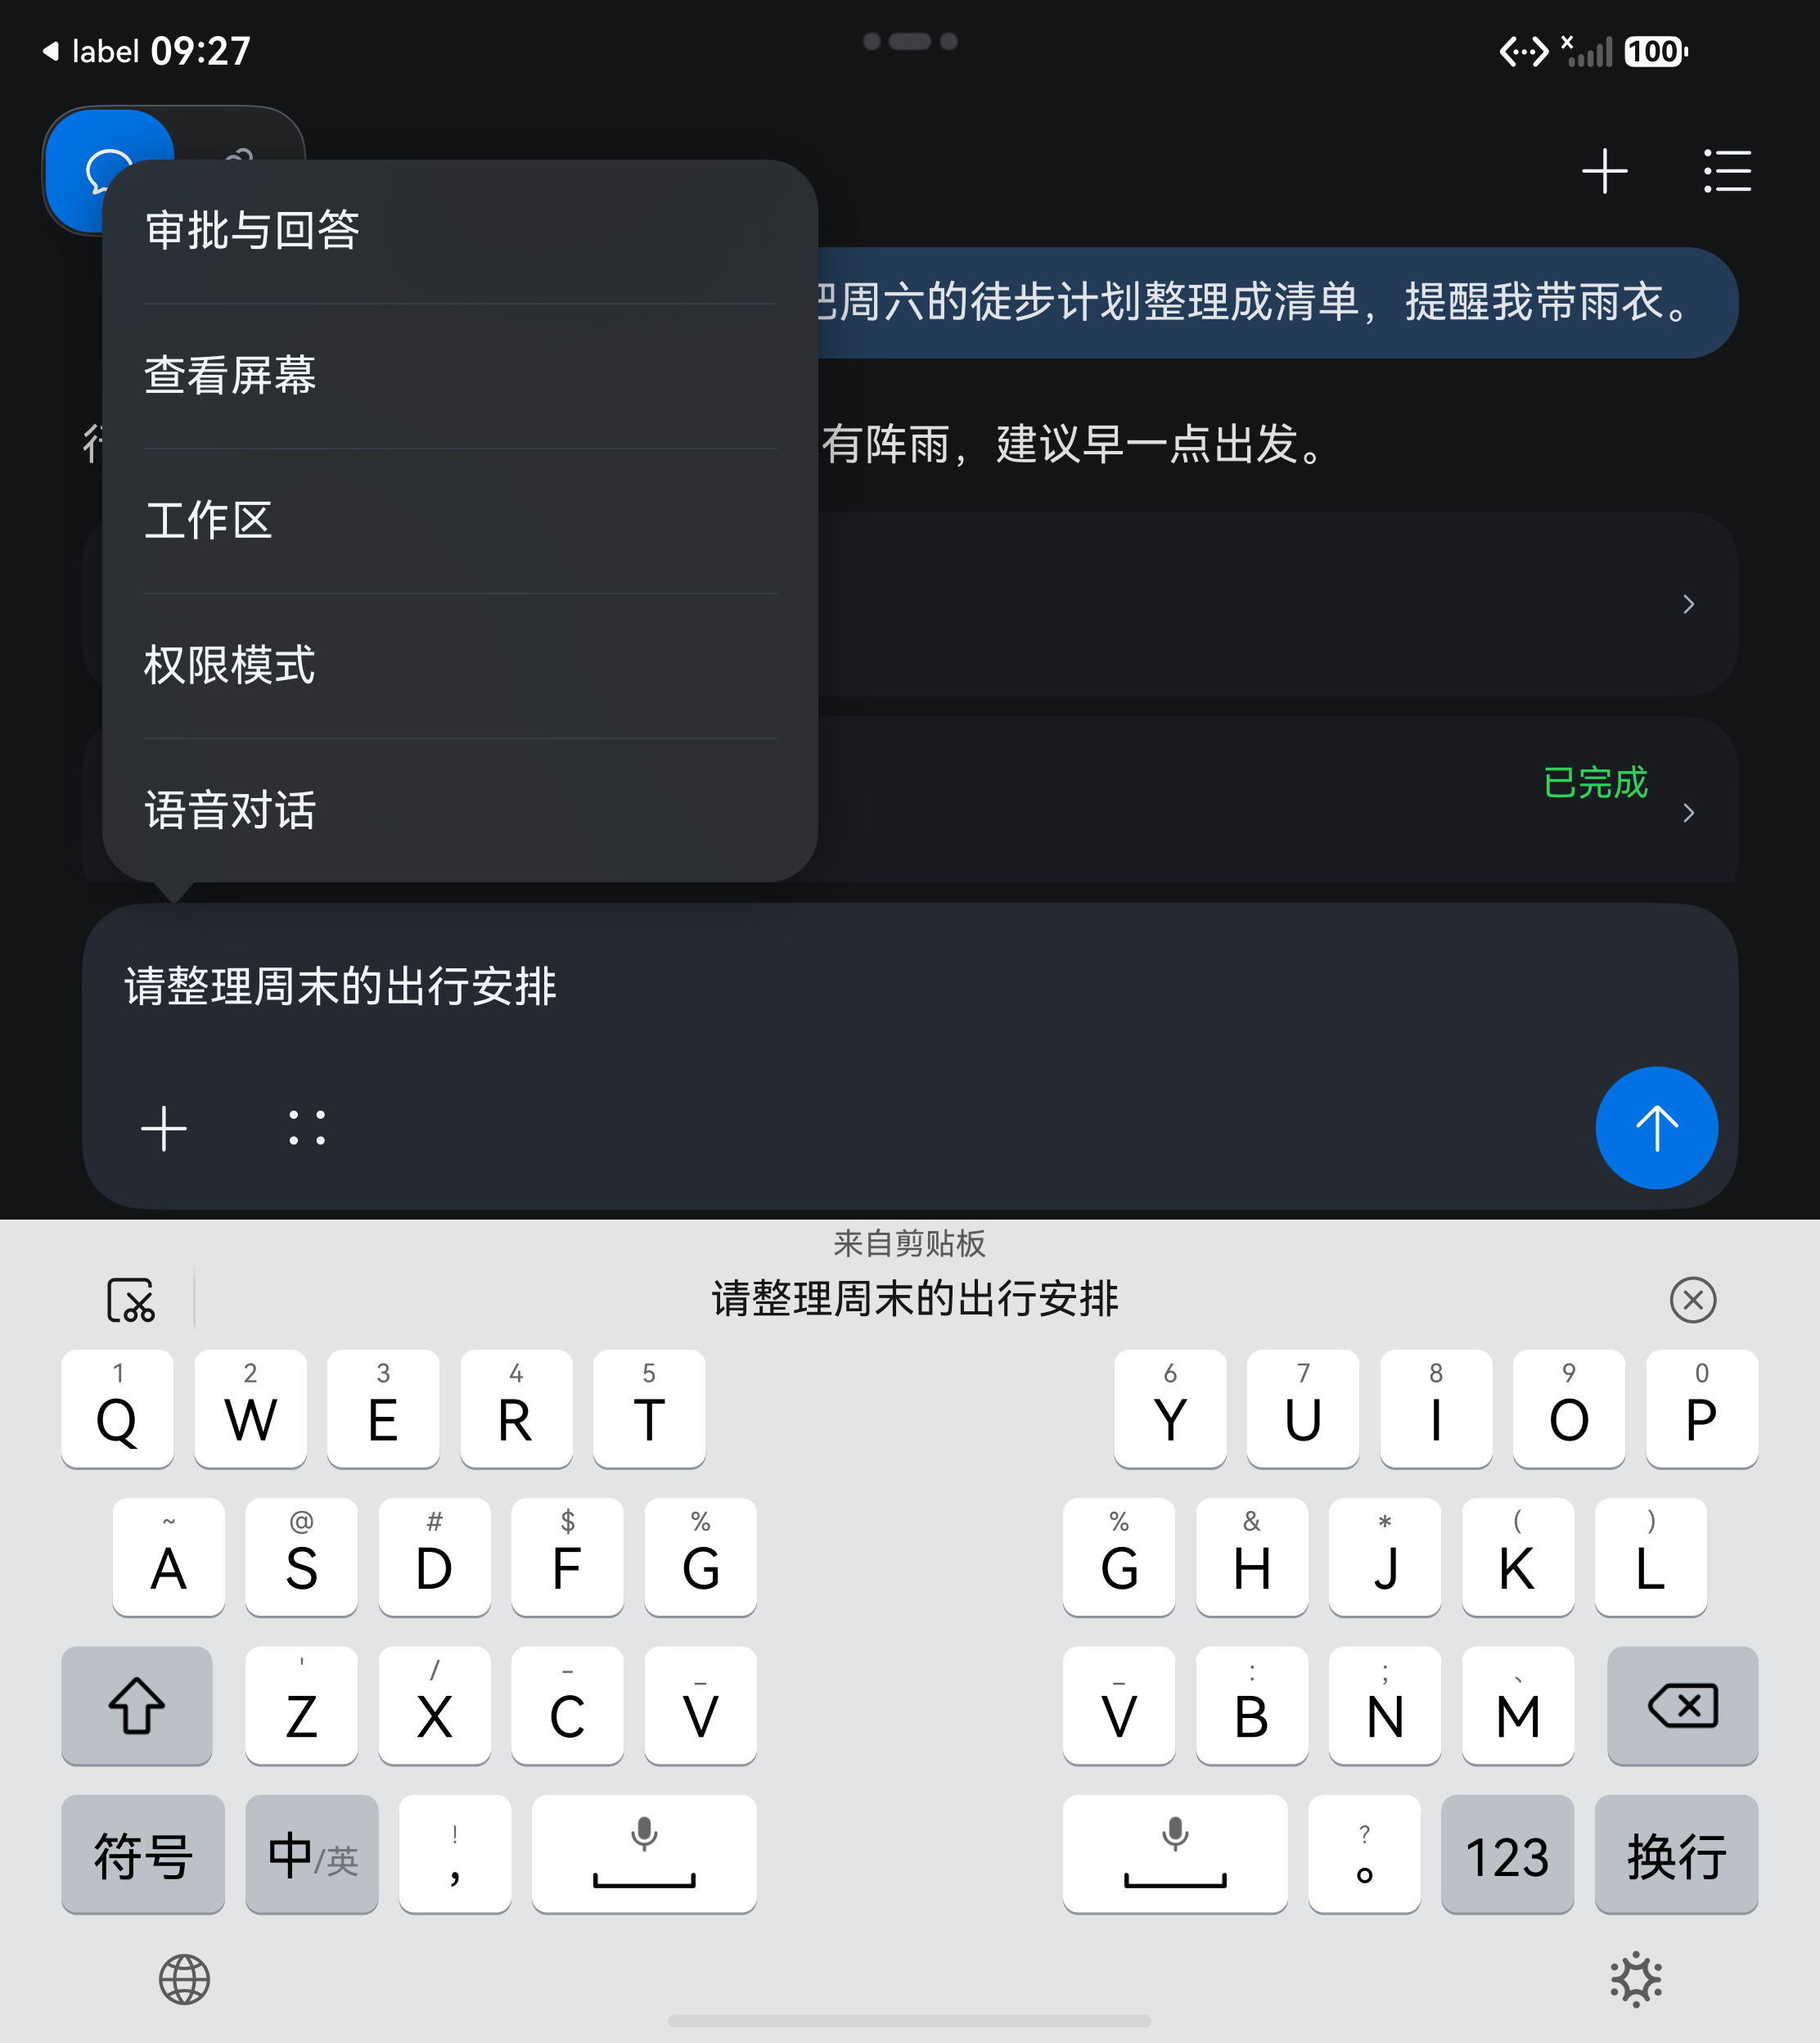 label 09:27
100
审批与回答
周六的徒步计划整理成清单，提醒我带雨衣。
查看屏幕
有阵雨，建议早一点出发。
工作区
权限模式
已完成
语音对话
请整理周末的出行安排
来自剪贴板
请整理周末的出行安排
1 2 3 4 5 6 7 8 9 0
Q W E R T Y U I O P
~ @ # $ % % & * ( )
A S D F G G H J K L
' / - _ _ : ; 、
Z X C V V B N M
! ?
符号 中/英 , 。 123 换行